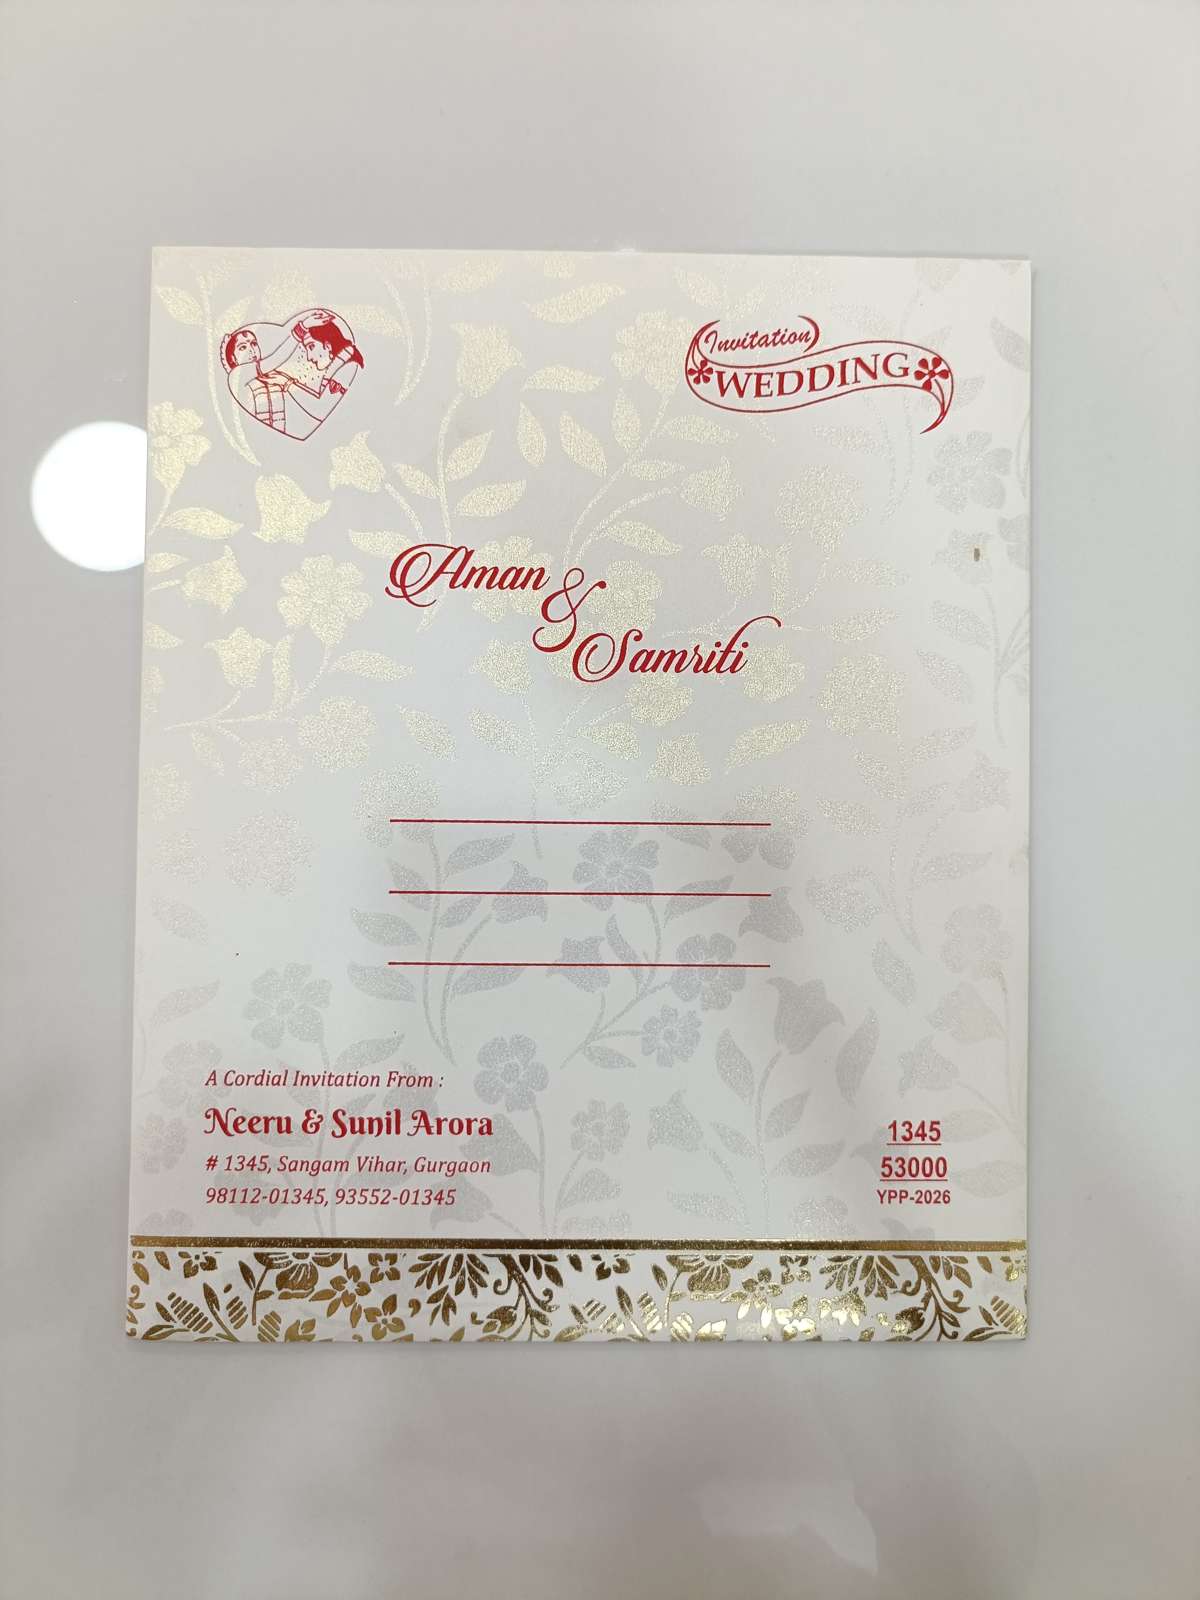 Invitation
WEDDING
Aman
&
Samriti
A Cordial Invitation From :
Neeru & Sunil Arora
# 1345, Sangam Vihar, Gurgaon
98112-01345, 93552-01345
1345
53000
YPP-2026